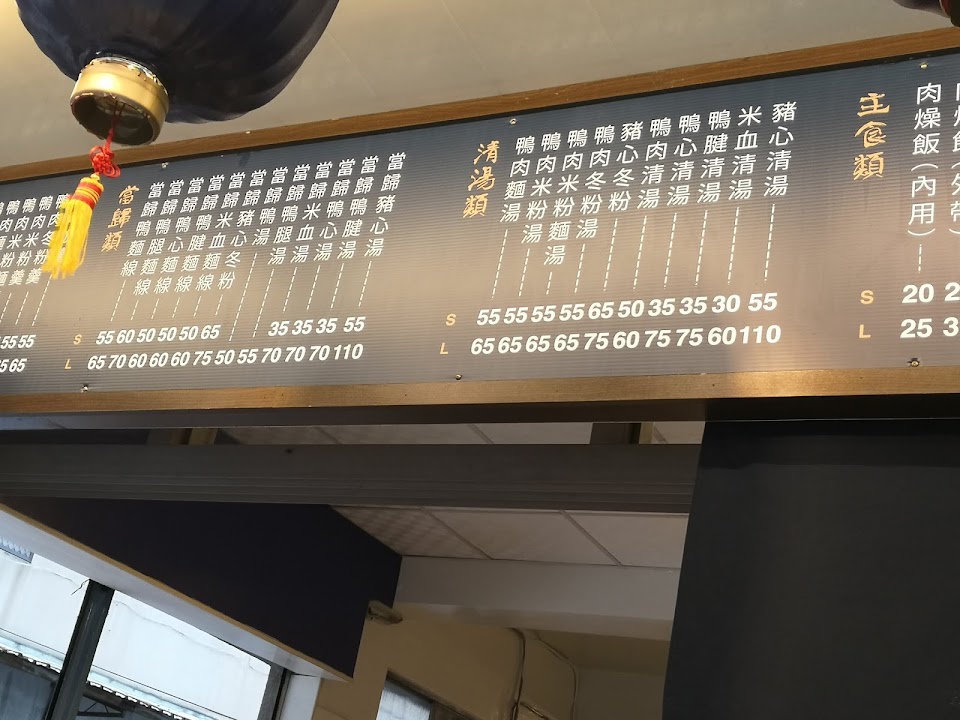 當歸類
當歸鴨麵線
當歸鴨腿麵線
當歸鴨心麵線
當歸鴨腱麵線
當歸米血麵線
當歸豬心冬粉
當歸鴨湯
當歸鴨腿湯
當歸米血湯
當歸鴨心湯
當歸鴨腱湯
當歸豬心湯
S 55 60 50 50 50 65 35 35 35 55
L 65 70 60 60 60 75 50 55 70 70 70 110
清湯類
鴨肉麵湯
鴨肉米粉湯
鴨肉米粉麵湯
鴨肉冬粉湯
豬心冬粉
鴨肉清湯
鴨心清湯
鴨腱清湯
米血清湯
豬心清湯
S 55 55 55 55 65 50 35 35 30 55
L 65 65 65 65 75 60 75 75 60 110
主食類
肉燥飯(內用)
S 20
L 25